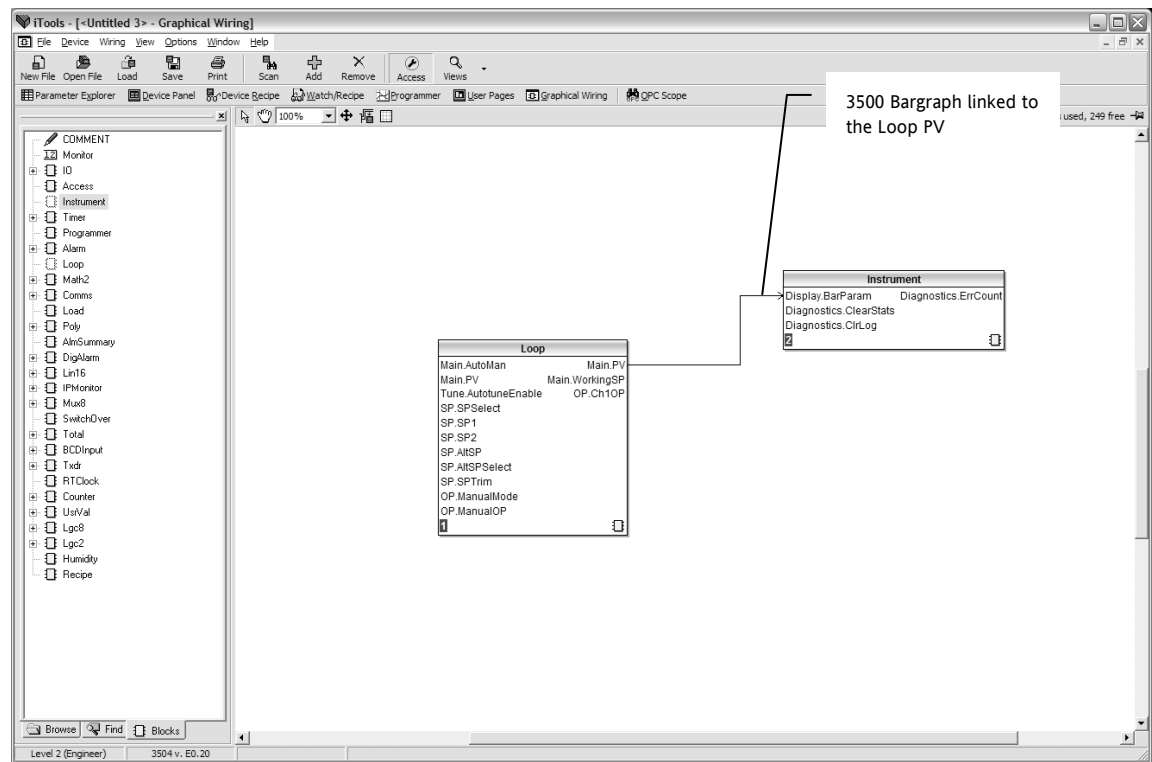 iTools - [<Untitled 3> - Graphical Wiring]
File Device Wiring View Options Window Help
New File Open File Load Save Print Scan Add Remove Access Views
Parameter Explorer Device Panel Device Recipe Watch/Recipe Programmer User Pages Graphical Wiring OPC Scope
100%
used, 249 free
3500 Bargraph linked to
the Loop PV
COMMENT
12 Monitor
IO
Access
Instrument
Timer
Programmer
Alarm
Loop
Math2
Comms
Load
Poly
AlmSummary
DigAlarm
Lin16
IPMonitor
Mux8
SwitchOver
Total
BCDInput
Txdr
RTClock
Counter
UsrVal
Lgc8
Lgc2
Humidity
Recipe
Instrument
Display.BarParam Diagnostics.ErrCount
Diagnostics.ClearStats
Diagnostics.ClrLog
2
Loop
Main.AutoMan Main.PV
Main.PV Main.WorkingSP
Tune.AutotuneEnable OP.Ch1OP
SP.SPSelect
SP.SP1
SP.SP2
SP.AltSP
SP.AltSPSelect
SP.SPTrim
OP.ManualMode
OP.ManualOP
1
Browse Find Blocks
Level 2 (Engineer) 3504 v. E0.20